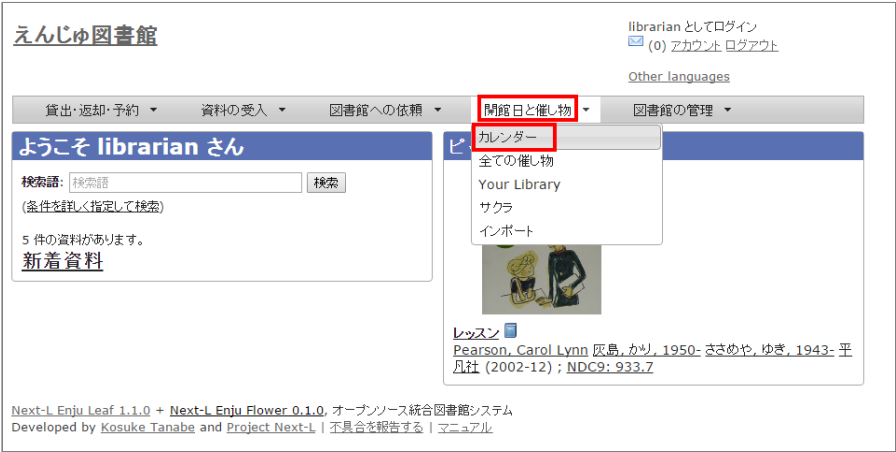 えんじゅ図書館
librarian としてログイン
(0) アカウント ログアウト
Other languages
貸出・返却・予約 ▼ 資料の受入 ▼ 図書館への依頼 ▼ 開館日と催し物 ▼ 図書館の管理 ▼
ようこそ librarian さん
検索語: 検索語 検索
(条件を詳しく指定して検索)
5 件の資料があります。
新着資料
ピ
カレンダー
全ての催し物
Your Library
サクラ
インポート
レッスン
Pearson, Carol Lynn 灰島, かり, 1950- ささめや, ゆき, 1943- 平
凡社 (2002-12) ; NDC9: 933.7
Next-L Enju Leaf 1.1.0 + Next-L Enju Flower 0.1.0, オープンソース統合図書館システム
Developed by Kosuke Tanabe and Project Next-L | 不具合を報告する | マニュアル